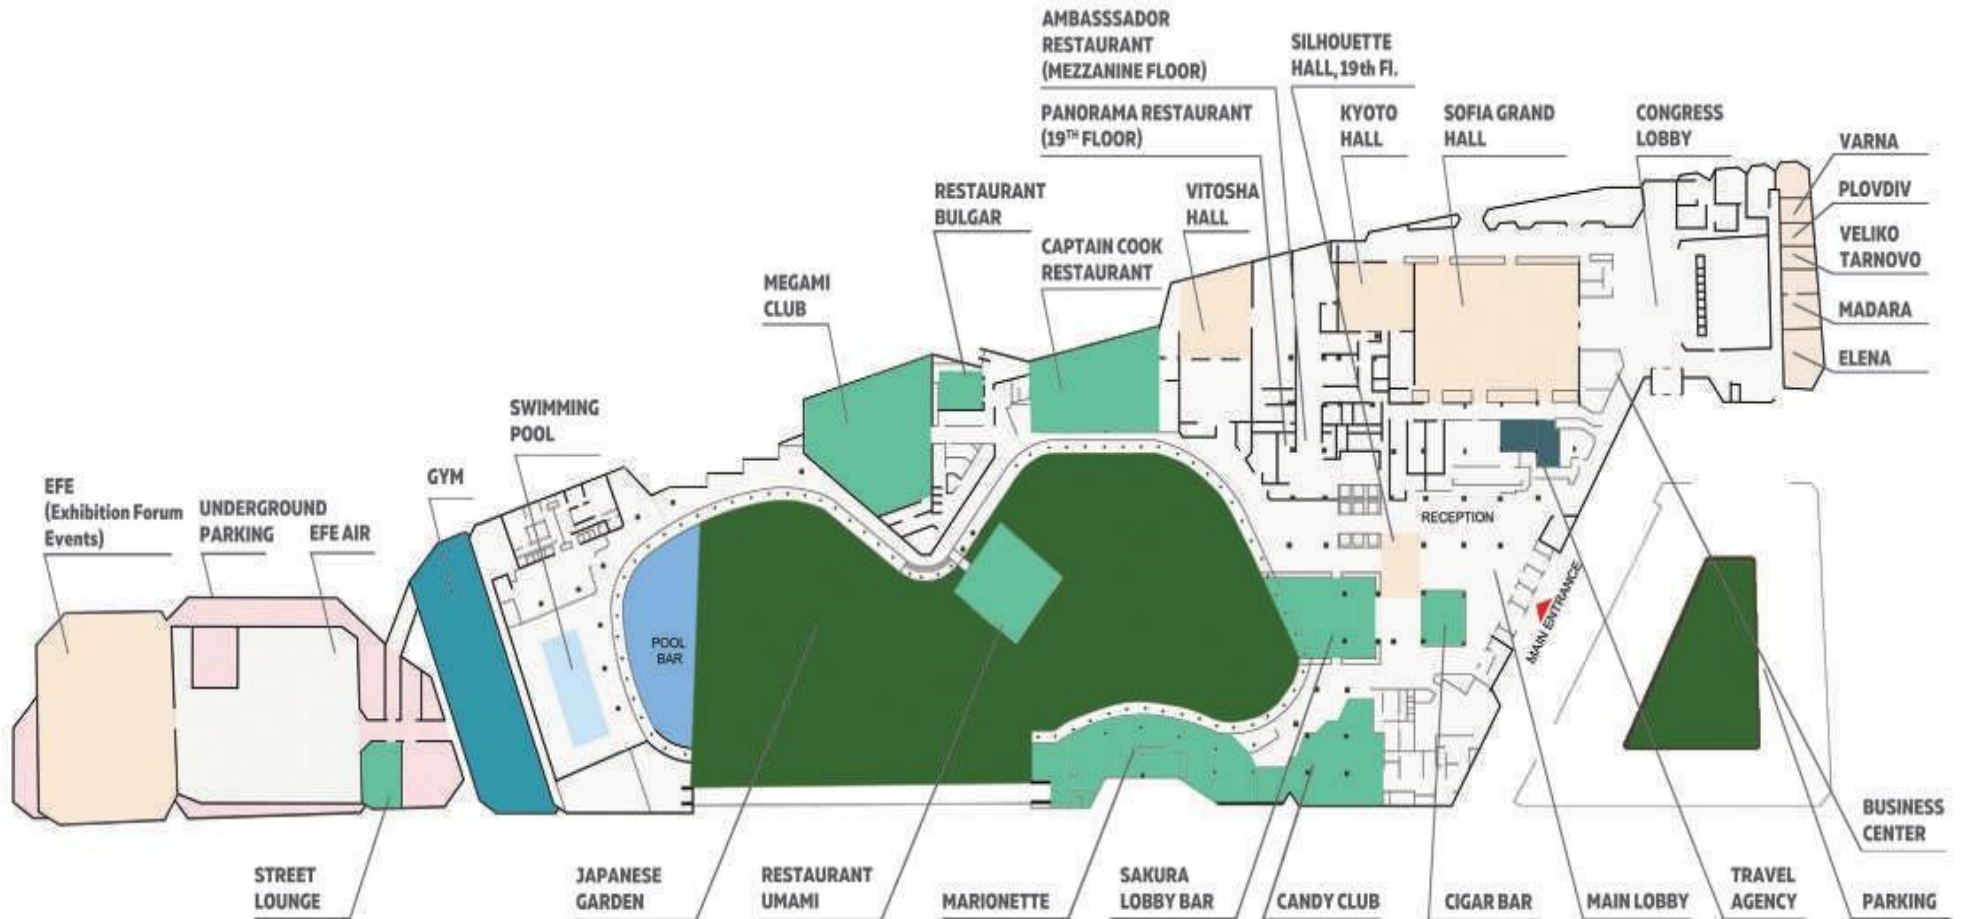 AMBASSSADOR
RESTAURANT
(MEZZANINE FLOOR)
SILHOUETTE
HALL, 19th Fl.
PANORAMA RESTAURANT
(19TH FLOOR)
KYOTO
HALL
SOFIA GRAND
HALL
CONGRESS
LOBBY
VARNA
PLOVDIV
VELIKO
TARNOVO
MADARA
ELENA
RESTAURANT
BULGAR
VITOSHA
HALL
CAPTAIN COOK
RESTAURANT
MEGAMI
CLUB
SWIMMING
POOL
GYM
EFE
(Exhibition Forum
Events)
UNDERGROUND
PARKING
EFE AIR
RECEPTION
MAIN ENTRANCE
POOL
BAR
STREET
LOUNGE
JAPANESE
GARDEN
RESTAURANT
UMAMI
MARIONETTE
SAKURA
LOBBY BAR
CANDY CLUB
CIGAR BAR
MAIN LOBBY
TRAVEL
AGENCY
BUSINESS
CENTER
PARKING